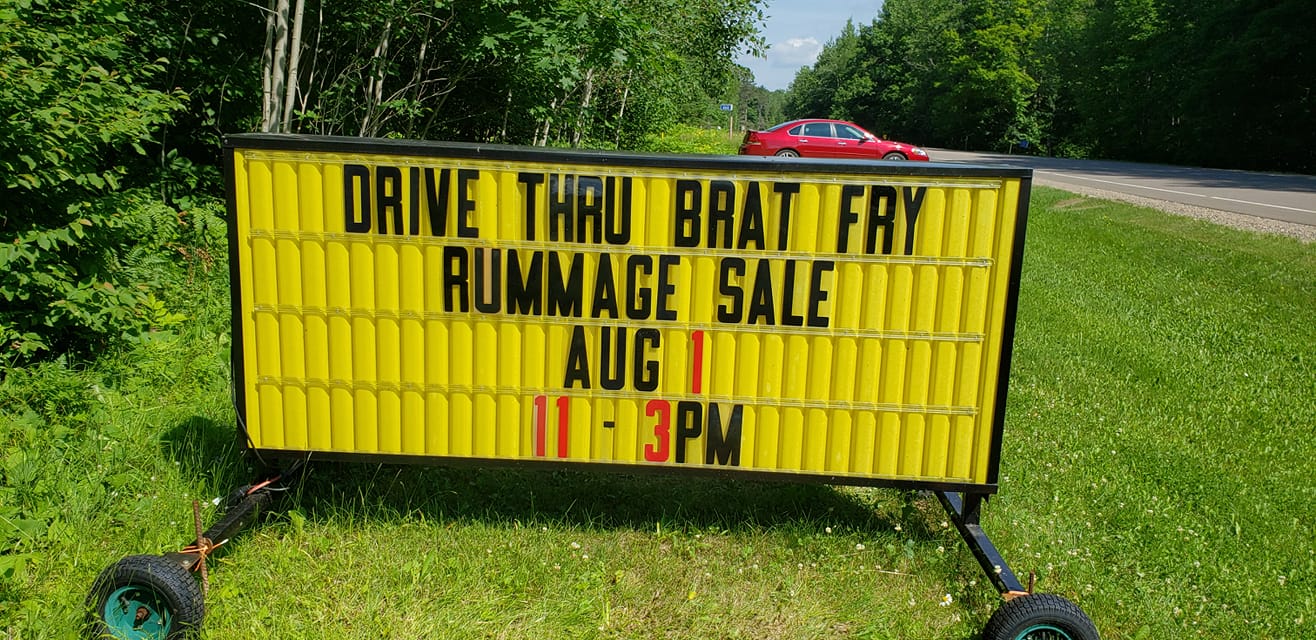 DRIVE THRU BRAT FRY
RUMMAGE SALE
AUG 1
11 - 3PM